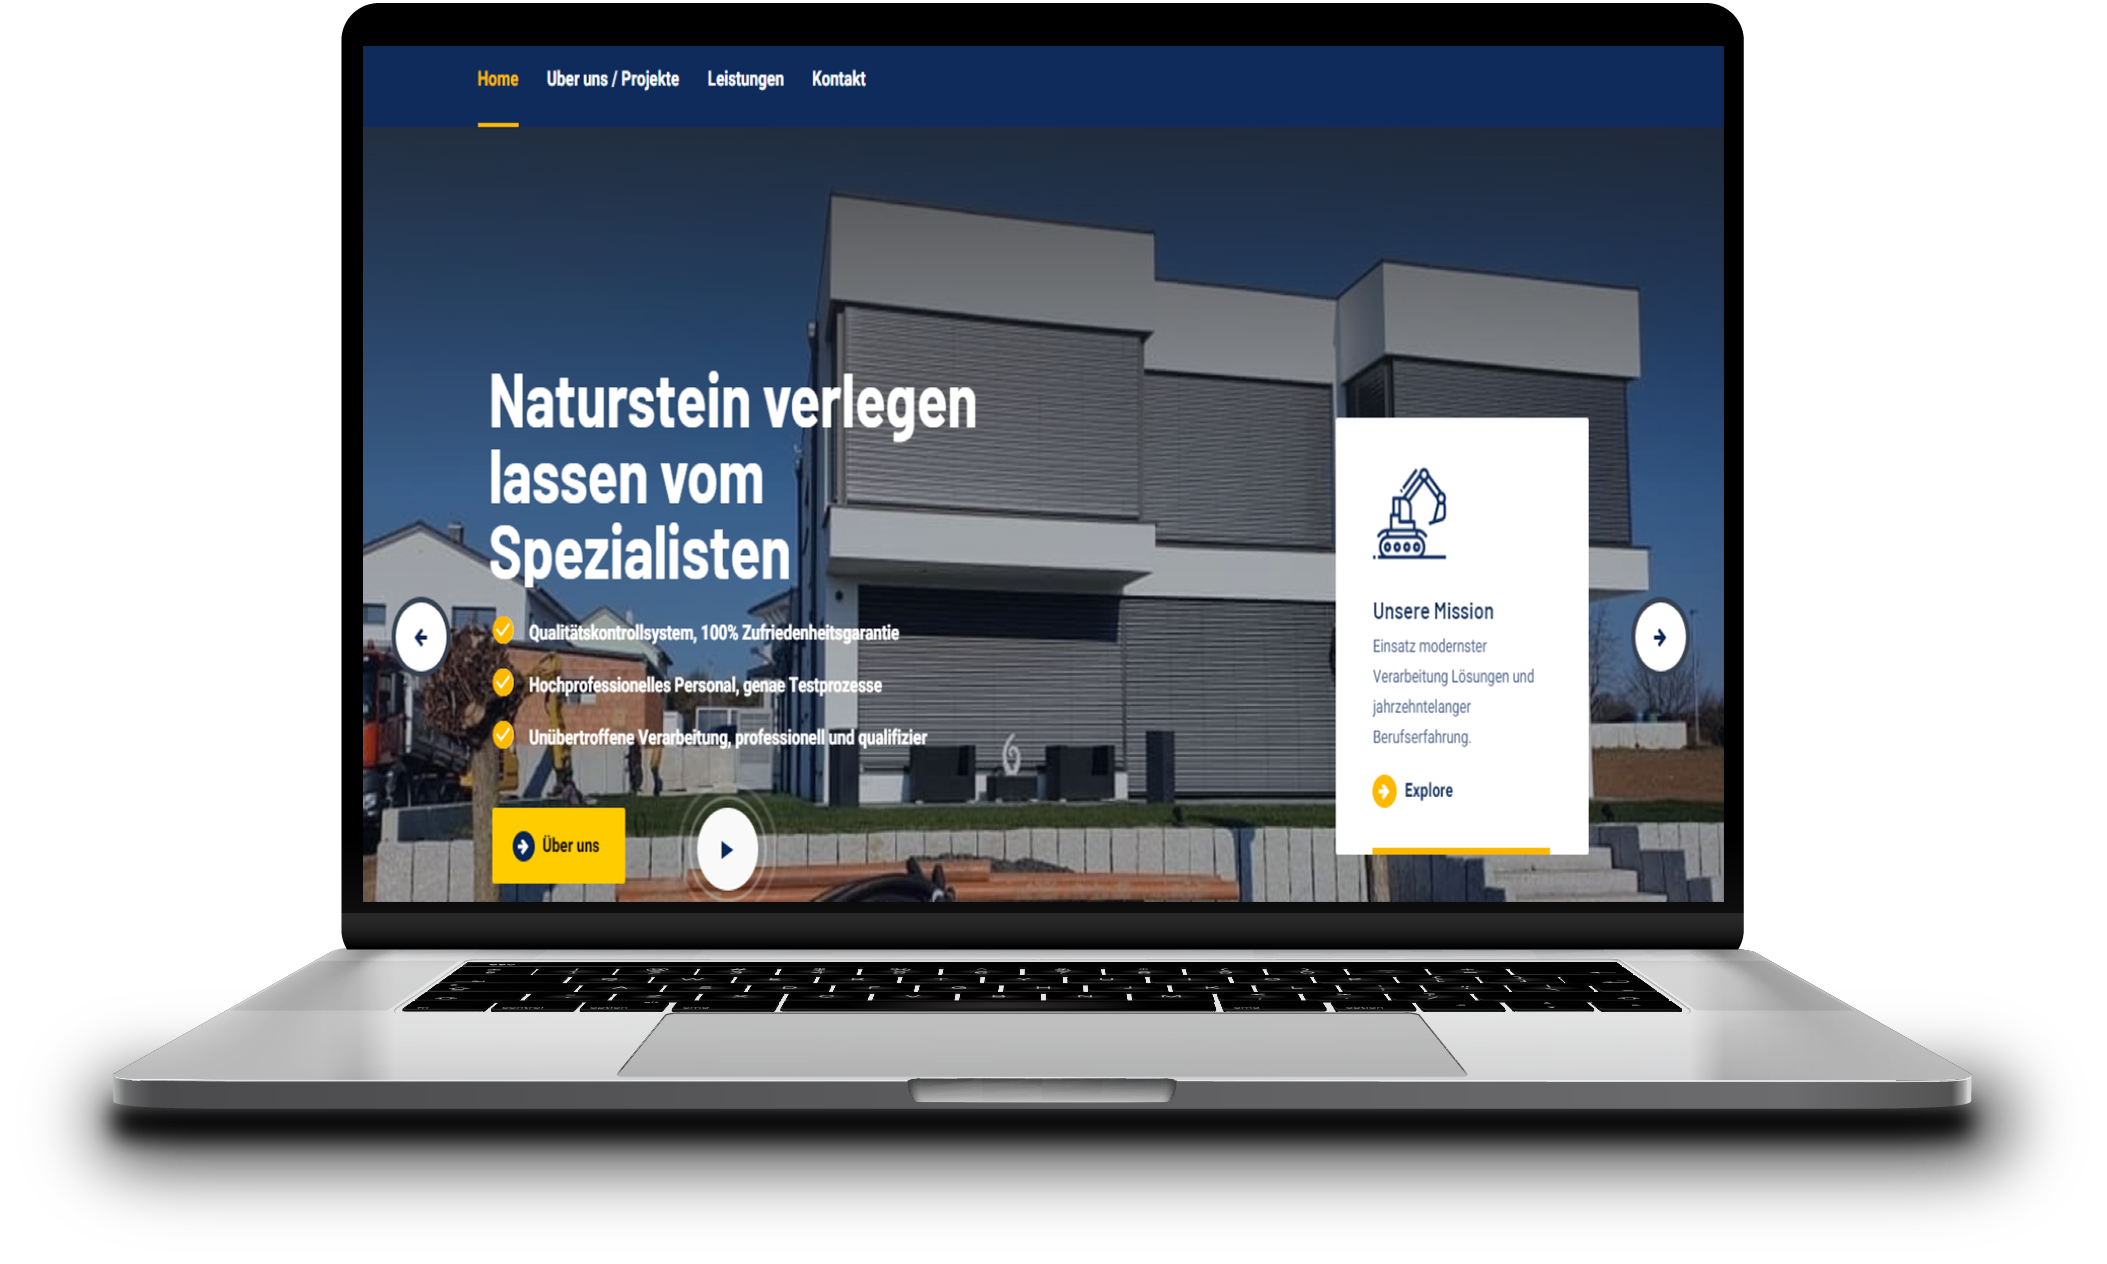 Home Uber uns / Projekte Leistungen Kontakt
Naturstein verlegen
lassen vom
Spezialisten
Qualitätskontrollsystem, 100% Zufriedenheitsgarantie
Hochprofessionelles Personal, genae Testprozesse
Unübertroffene Verarbeitung, professionell und qualifizier
Über uns
Unsere Mission
Einsatz modernster
Verarbeitung Lösungen und
jahrzehntelanger
Berufserfahrung.
Explore